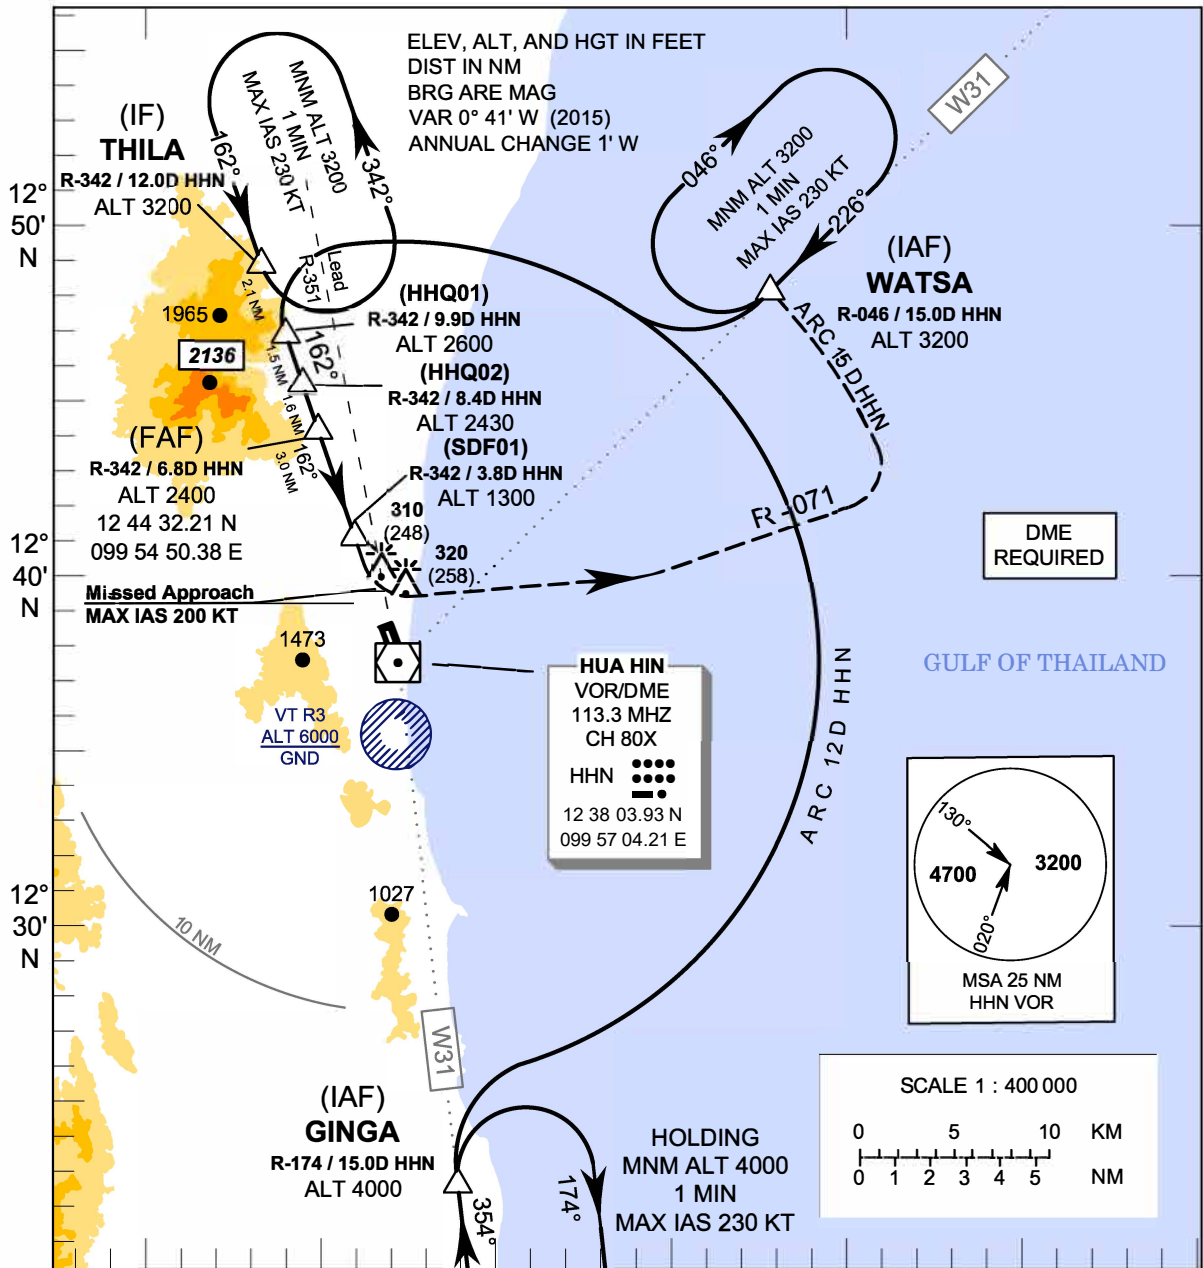 ELEV, ALT, AND HGT IN FEET
DIST IN NM
BRG ARE MAG
VAR 0° 41' W (2015)
ANNUAL CHANGE 1' W
(IF)
THILA
R-342 / 12.0D HHN
ALT 3200
MNM ALT 3200
1 MIN
MAX IAS 230 KT
162°
342°
W31
046°
MNM ALT 3200
1 MIN
MAX IAS 230 KT
226°
(IAF)
WATSA
R-046 / 15.0D HHN
ALT 3200
12°
50'
N
Lead
R-351
2.1 NM
1965
2136
(HHQ01)
R-342 / 9.9D HHN
ALT 2600
162°
1.5 NM
(HHQ02)
R-342 / 8.4D HHN
ALT 2430
1.6 NM
ARC 15 D HHN
(FAF)
R-342 / 6.8D HHN
ALT 2400
12 44 32.21 N
099 54 50.38 E
162°
3.0 NM
(SDF01)
R-342 / 3.8D HHN
ALT 1300
310
(248)
320
(258)
R - 071
DME
REQUIRED
12°
40'
N
Missed Approach
MAX IAS 200 KT
1473
VT R3
ALT 6000
GND
HUA HIN
VOR/DME
113.3 MHZ
CH 80X
HHN
12 38 03.93 N
099 57 04.21 E
ARC 12 D HHN
GULF OF THAILAND
130°
4700
3200
020°
MSA 25 NM
HHN VOR
12°
30'
N
10 NM
1027
W31
(IAF)
GINGA
R-174 / 15.0D HHN
ALT 4000
354°
174°
HOLDING
MNM ALT 4000
1 MIN
MAX IAS 230 KT
SCALE 1 : 400 000
0 5 10 KM
0 1 2 3 4 5 NM